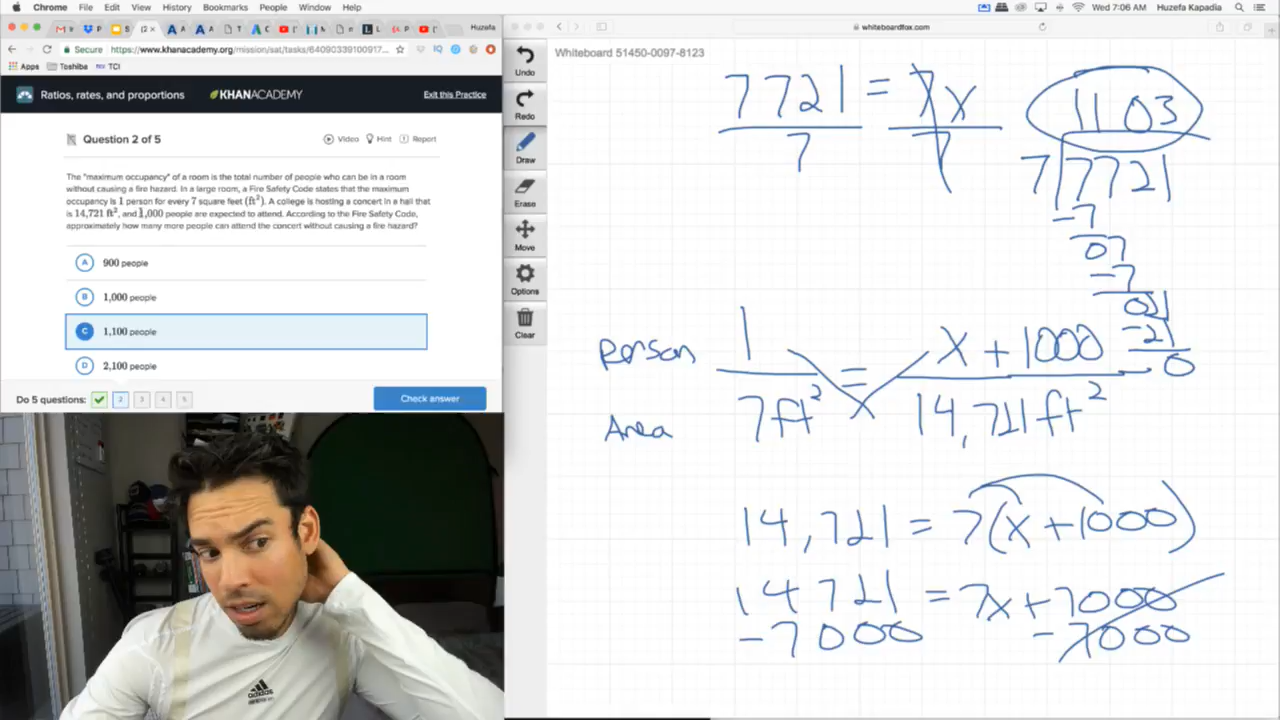 Chrome File Edit View History Bookmarks People Window Help
Wed 7:06 AM Huzefa Kapadia
Huzefa
Secure https://www.khanacademy.org/mission/sat/tasks/64090339100917...
Apps Toshiba TCI
whiteboardfox.com
Ratios, rates, and proportions
KHANACADEMY
Exit this Practice
Question 2 of 5
Video Hint Report
The "maximum occupancy" of a room is the total number of people who can be in a room
without causing a fire hazard. In a large room, a Fire Safety Code states that the maximum
occupancy is 1 person for every 7 square feet (ft²). A college is hosting a concert in a hall that
is 14,721 ft², and 1,000 people are expected to attend. According to the Fire Safety Code,
approximately how many more people can attend the concert without causing a fire hazard?
A 900 people
B 1,000 people
C 1,100 people
D 2,100 people
Do 5 questions: 2 3 4 5
Check answer
Undo
Redo
Draw
Erase
Move
Options
Clear
Whiteboard 51450-0097-8123
7721 = 7x
7 7
1103
7 7721
-7
07
-7
021
-21
0
Person 1 = x + 1000
Area 7ft² 14,721ft²
14,721 = 7(x+1000)
14721 = 7x+7000
-7000 -7000